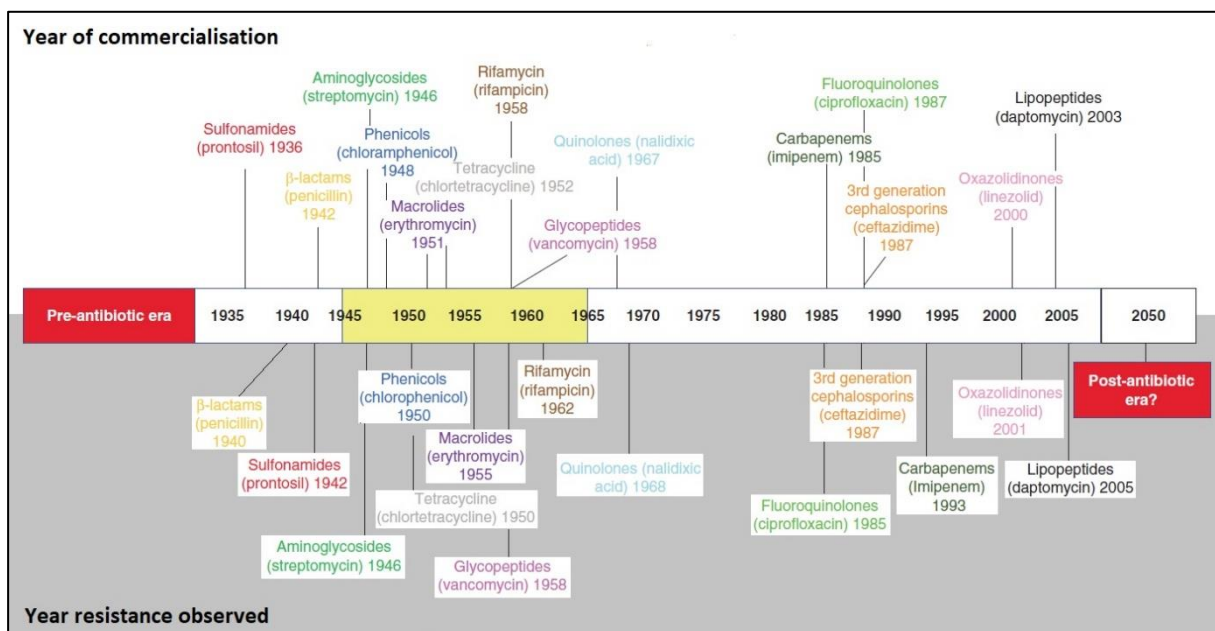 Year of commercialisation
Sulfonamides
(prontosil) 1936
β-lactams
(penicillin)
1942
Aminoglycosides
(streptomycin) 1946
Phenicols
(chloramphenicol)
1948
Macrolides
(erythromycin)
1951
Rifamycin
(rifampicin)
1958
Tetracycline
(chlortetracycline) 1952
Glycopeptides
(vancomycin) 1958
Quinolones (nalidixic
acid) 1967
Carbapenems
(imipenem) 1985
Fluoroquinolones
(ciprofloxacin) 1987
3rd generation
cephalosporins
(ceftazidime)
1987
Oxazolidinones
(linezolid)
2000
Lipopeptides
(daptomycin) 2003
Pre-antibiotic era 1935 1940 1945 1950 1955 1960 1965 1970 1975 1980 1985 1990 1995 2000 2005 2050
Post-antibiotic
era?
β-lactams
(penicillin)
1940
Sulfonamides
(prontosil) 1942
Aminoglycosides
(streptomycin) 1946
Phenicols
(chlorophenicol)
1950
Tetracycline
(chlortetracycline) 1950
Macrolides
(erythromycin)
1955
Glycopeptides
(vancomycin) 1958
Rifamycin
(rifampicin)
1962
Quinolones (nalidixic
acid) 1968
Fluoroquinolones
(ciprofloxacin) 1985
3rd generation
cephalosporins
(ceftazidime)
1987
Carbapenems
(Imipenem)
1993
Oxazolidinones
(linezolid)
2001
Lipopeptides
(daptomycin) 2005
Year resistance observed